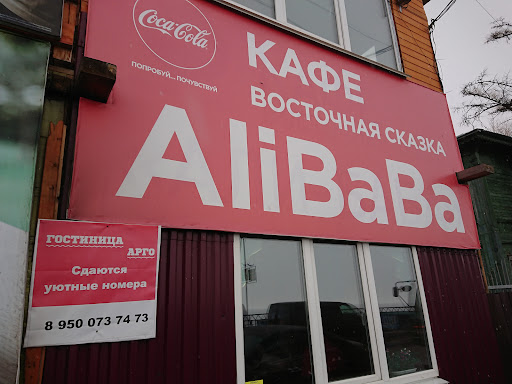 Coca-Cola
ПОПРОБУЙ...ПОЧУВСТВУЙ
КАФЕ
ВОСТОЧНАЯ СКАЗКА
AliBaBa
ГОСТИНИЦА
АРГО
Сдаются
уютные номера
8 950 073 74 73